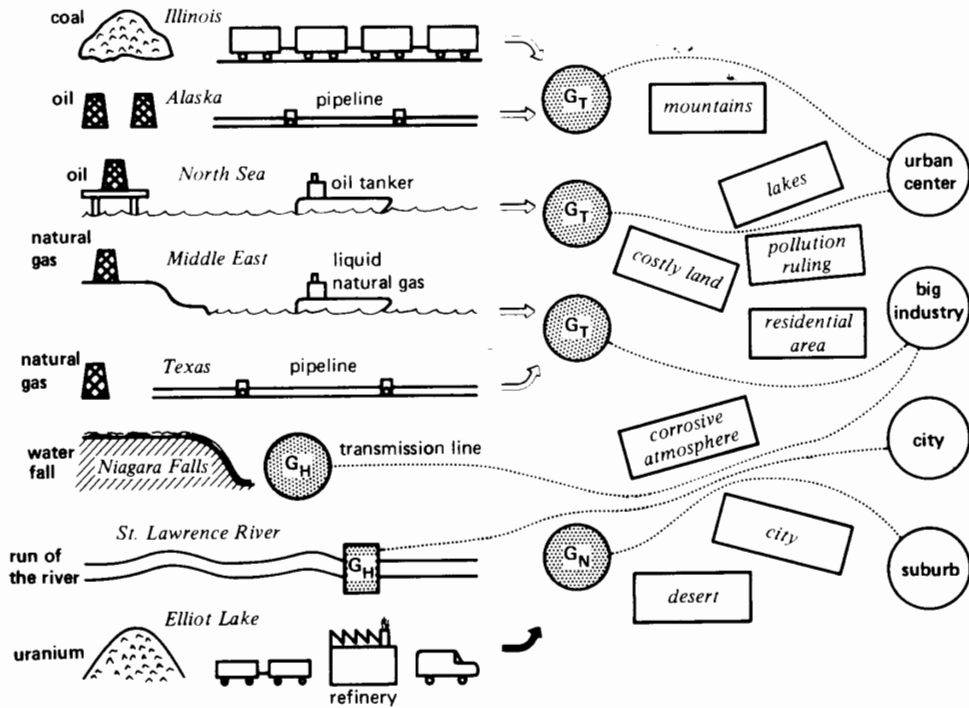 coal
Illinois
G_T
mountains
oil
Alaska
pipeline
urban
center
lakes
oil
North Sea
oil tanker
G_T
natural
gas
Middle East
liquid
natural gas
costly land
pollution
ruling
big
industry
G_T
residential
area
natural
gas
Texas
pipeline
corrosive
atmosphere
city
water
fall
Niagara Falls
G_H
transmission line
St. Lawrence River
run of
the river
G_H
G_N
city
suburb
desert
uranium
Elliot Lake
refinery